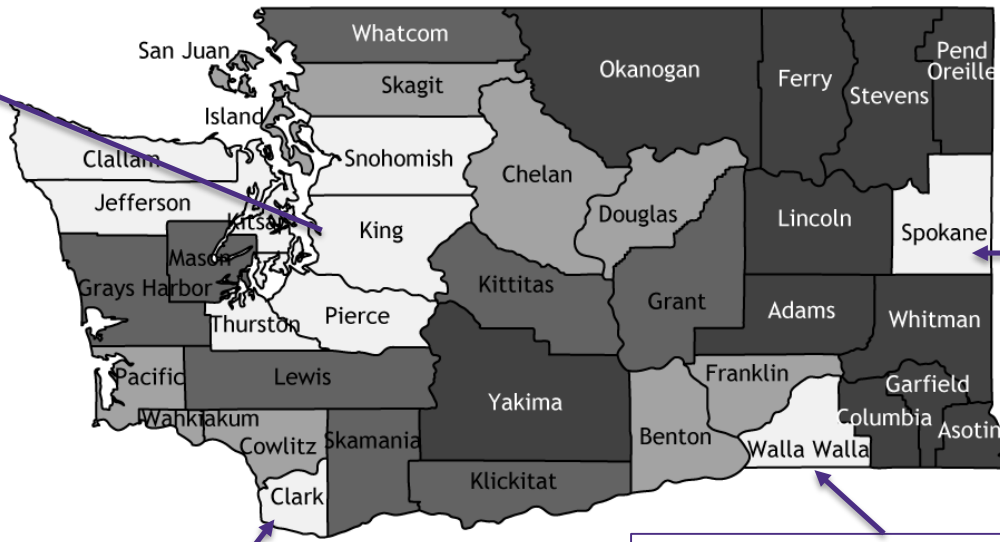 Whatcom
San Juan
Skagit
Okanogan
Ferry
Stevens
Pend
Oreille
Island
Clallam
Snohomish
Chelan
Jefferson
Kitsap
King
Douglas
Lincoln
Spokane
Mason
Grays Harbor
Kittitas
Grant
Thurston
Pierce
Adams
Whitman
Pacific
Lewis
Yakima
Franklin
Garfield
Wahkiakum
Cowlitz
Skamania
Benton
Walla Walla
Columbia
Asotin
Clark
Klickitat